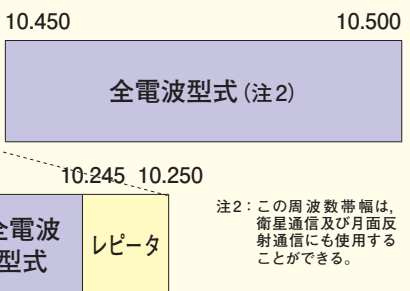 10.450 10.500
全電波型式 (注2)
10.245 10.250
全電波
型式
レピータ
注2：この周波数帯幅は，
衛星通信及び月面反
射通信にも使用する
ことができる。